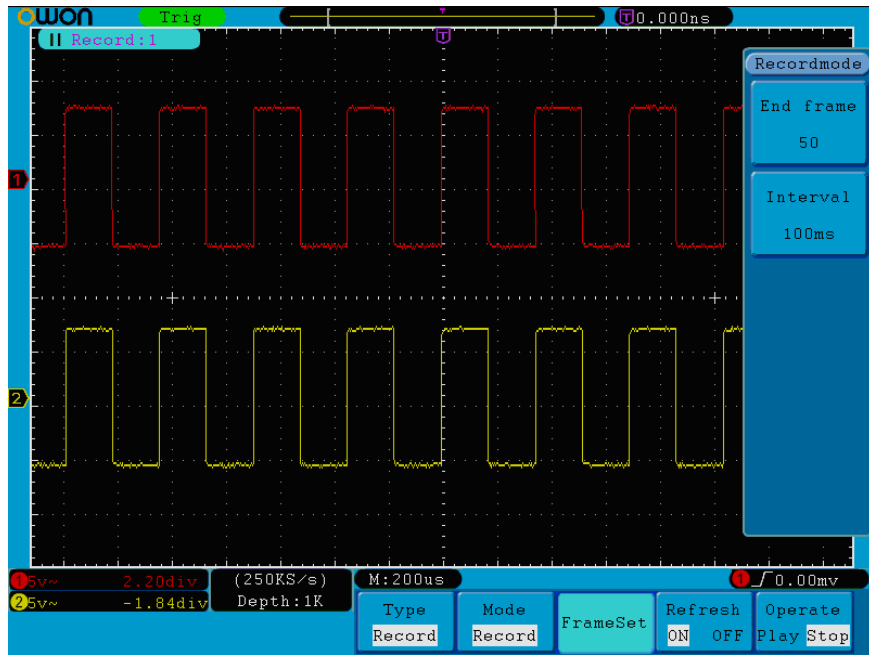 owon Trig T 0.000ns
II Record:1
T
Recordmode
End frame
50
Interval
100ms
1
2
1 5v~ 2.20div (250KS/s) M:200us 1 0.00mv
2 5v~ -1.84div Depth:1K
Type Mode FrameSet Refresh Operate
Record Record ON OFF Play Stop